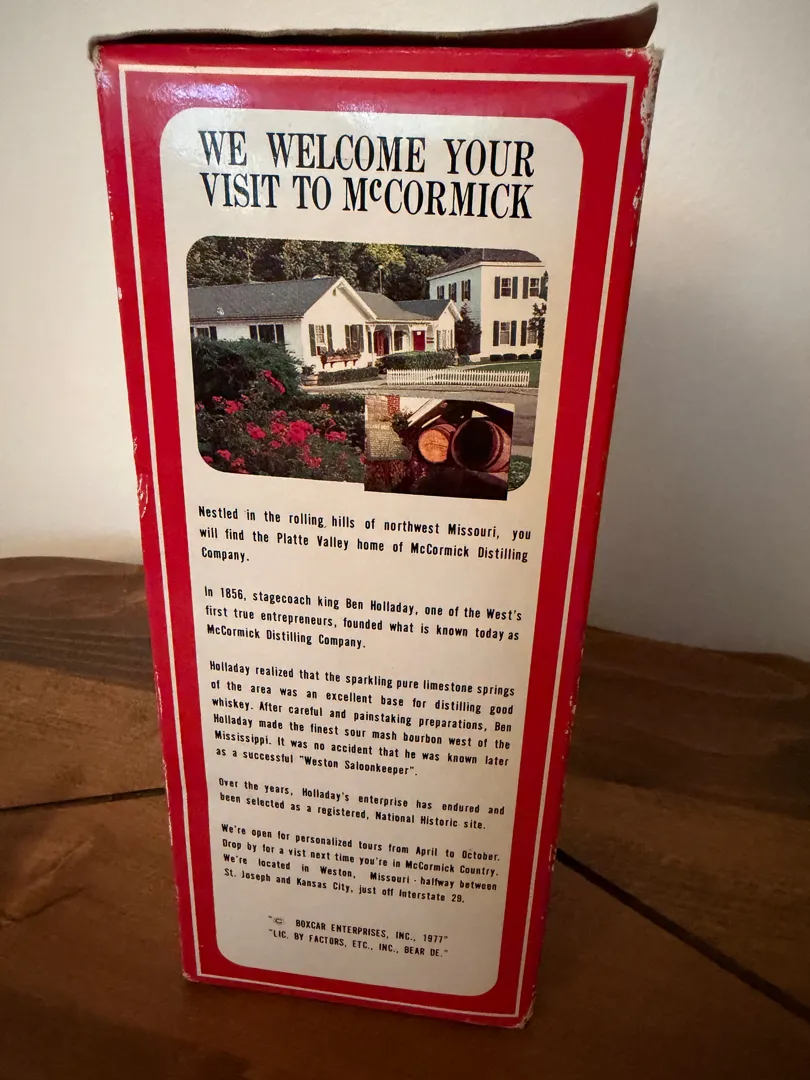 WE WELCOME YOUR
VISIT TO McCORMICK
Nestled in the rolling hills of northwest Missouri, you
will find the Platte Valley home of McCormick Distilling
Company.
In 1856, stagecoach king Ben Holladay, one of the West's
first true entrepreneurs, founded what is known today as
McCormick Distilling Company.
Holladay realized that the sparkling pure limestone springs
of the area was an excellent base for distilling good
whiskey. After careful and painstaking preparations, Ben
Holladay made the finest sour mash bourbon west of the
Mississippi. It was no accident that he was known later
as a successful "Weston Saloonkeeper".
Over the years, Holladay's enterprise has endured and
been selected as a registered, National Historic site.
We're open for personalized tours from April to October.
Drop by for a vist next time you're in McCormick Country.
We're located in Weston, Missouri - halfway between
St. Joseph and Kansas City, just off Interstate 29.
"© BOXCAR ENTERPRISES, INC., 1977"
"LIC. BY FACTORS, ETC., INC., BEAR DE."